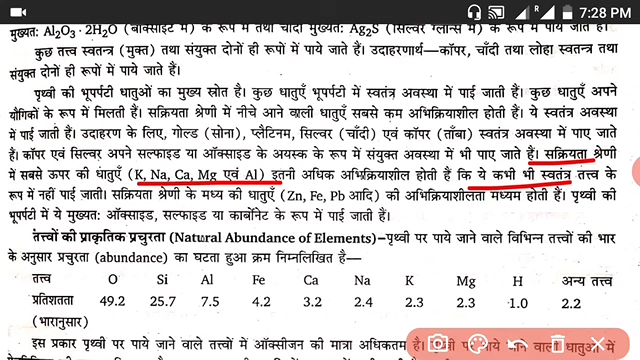 7:28 PM
मुख्यतः Al₂O₃ · 2H₂O (बॉक्साइट में) के रूप में तथा चाँदी मुख्यतः Ag₂S (सिल्वर ग्लान्स में) के रूप में पाये जाते हैं।
कुछ तत्त्व स्वतन्त्र (मुक्त) तथा संयुक्त दोनों ही रूपों में पाये जाते हैं। उदाहरणार्थ—कॉपर, चाँदी तथा लोहा स्वतन्त्र तथा
संयुक्त दोनों ही रूपों में पाये जाते हैं।
पृथ्वी की भूपर्पटी धातुओं का मुख्य स्रोत है। कुछ धातुएँ भूपर्पटी में स्वतंत्र अवस्था में पाई जाती हैं। कुछ धातुएँ अपने
यौगिकों के रूप में मिलती हैं। सक्रियता श्रेणी में नीचे आने वाली धातुएँ सबसे कम अभिक्रियाशील होती हैं। ये स्वतंत्र अवस्था
में पाई जाती हैं। उदाहरण के लिए, गोल्ड (सोना), प्लैटिनम, सिल्वर (चाँदी) एवं कॉपर (ताँबा) स्वतंत्र अवस्था में पाए जाते
हैं। कॉपर एवं सिल्वर अपने सल्फाइड या ऑक्साइड के अयस्क के रूप में संयुक्त अवस्था में भी पाए जाते हैं। सक्रियता श्रेणी
में सबसे ऊपर की धातुएँ (K, Na, Ca, Mg एवं Al) इतनी अधिक अभिक्रियाशील होती हैं कि ये कभी भी स्वतंत्र तत्त्व के
रूप में नहीं पाई जातीं। सक्रियता श्रेणी के मध्य की धातुएँ (Zn, Fe, Pb आदि) की अभिक्रियाशीलता मध्यम होती है। पृथ्वी की
भूपर्पटी में ये मुख्यतः ऑक्साइड, सल्फाइड या कार्बोनेट के रूप में पाई जाती हैं।
तत्त्वों की प्राकृतिक प्रचुरता (Natural Abundance of Elements)–पृथ्वी पर पाये जाने वाले विभिन्न तत्त्वों की भार
के अनुसार प्रचुरता (abundance) का घटता हुआ क्रम निम्नलिखित है—
तत्त्व O Si Al Fe Ca Na K Mg H अन्य तत्त्व
प्रतिशतता 49.2 25.7 7.5 4.2 3.2 2.4 2.3 2.3 1.0 2.2
(भारानुसार)
इस प्रकार पृथ्वी पर पाये जाने वाले तत्त्वों में ऑक्सीजन की मात्रा अधिकतम है। पृथ्वी पर पाये जाने वाली धातुओं में